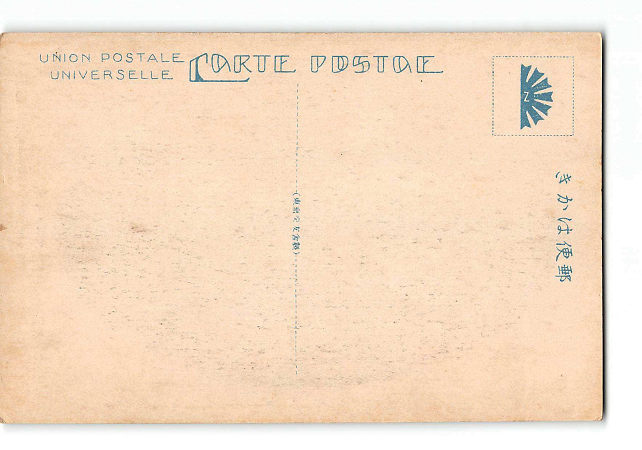 UNION POSTALE
UNIVERSELLE
CARTE POSTALE
Z
きかは便郵